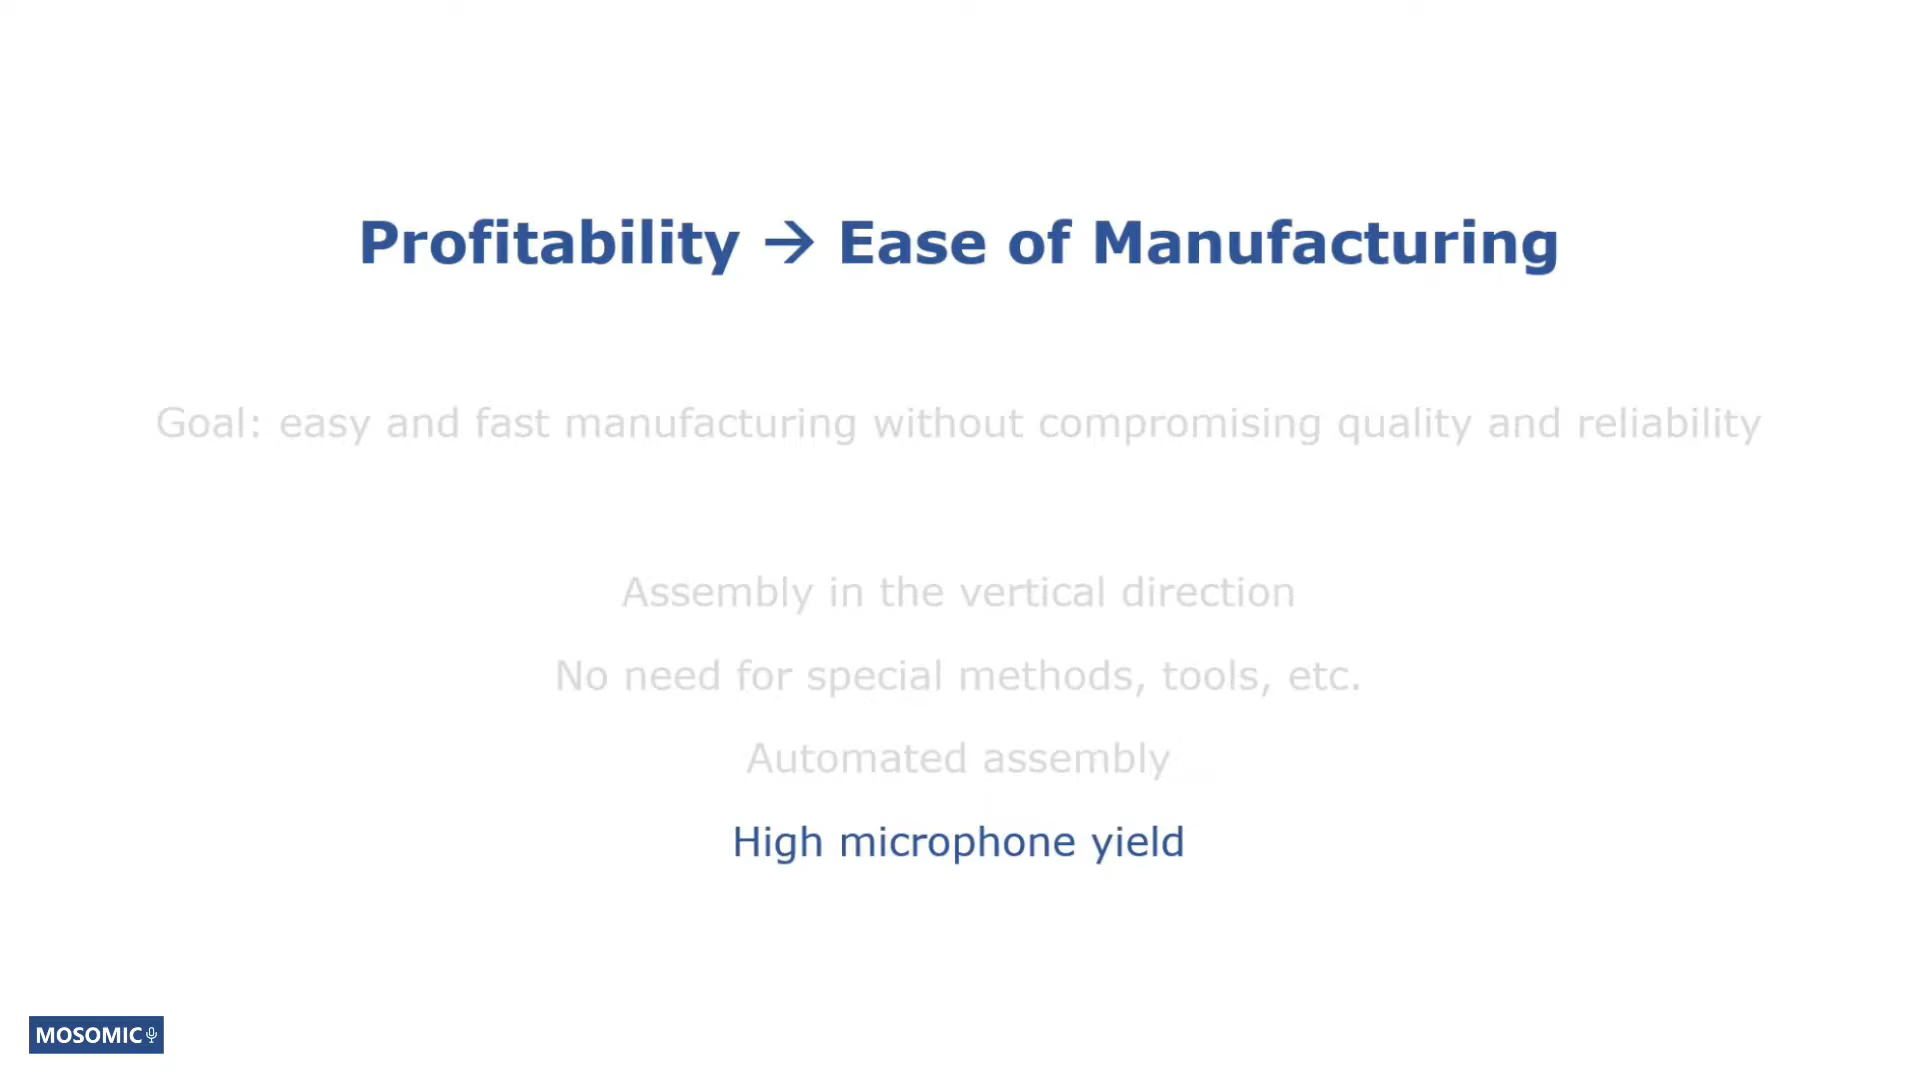 Profitability → Ease of Manufacturing
Goal: easy and fast manufacturing without compromising quality and reliability
Assembly in the vertical direction
No need for special methods, tools, etc.
Automated assembly
High microphone yield
MOSOMIC